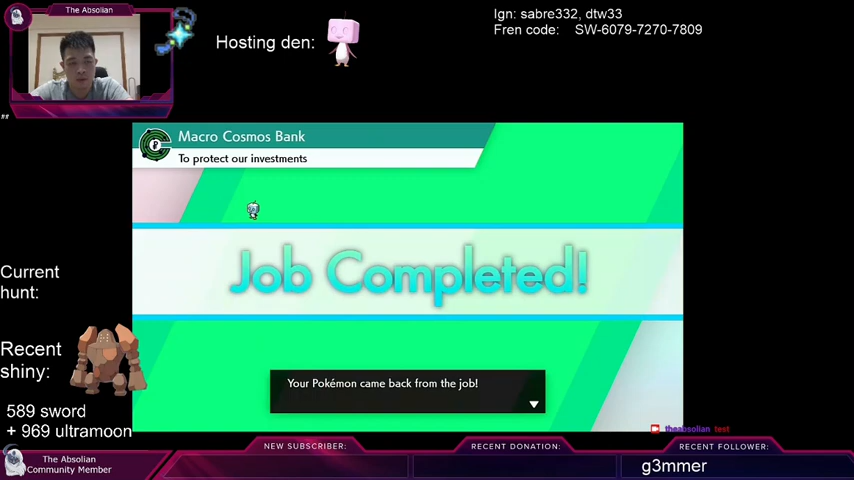 The Absolian
Hosting den:
Ign: sabre332, dtw33
Fren code: SW-6079-7270-7809
"
Macro Cosmos Bank
To protect our investments
Job Completed!
Current
hunt:
Recent
shiny:
589 sword
+ 969 ultramoon
Your Pokémon came back from the job!
theabsolian test
The Absolian
Community Member
NEW SUBSCRIBER:
RECENT DONATION:
RECENT FOLLOWER:
g3mmer